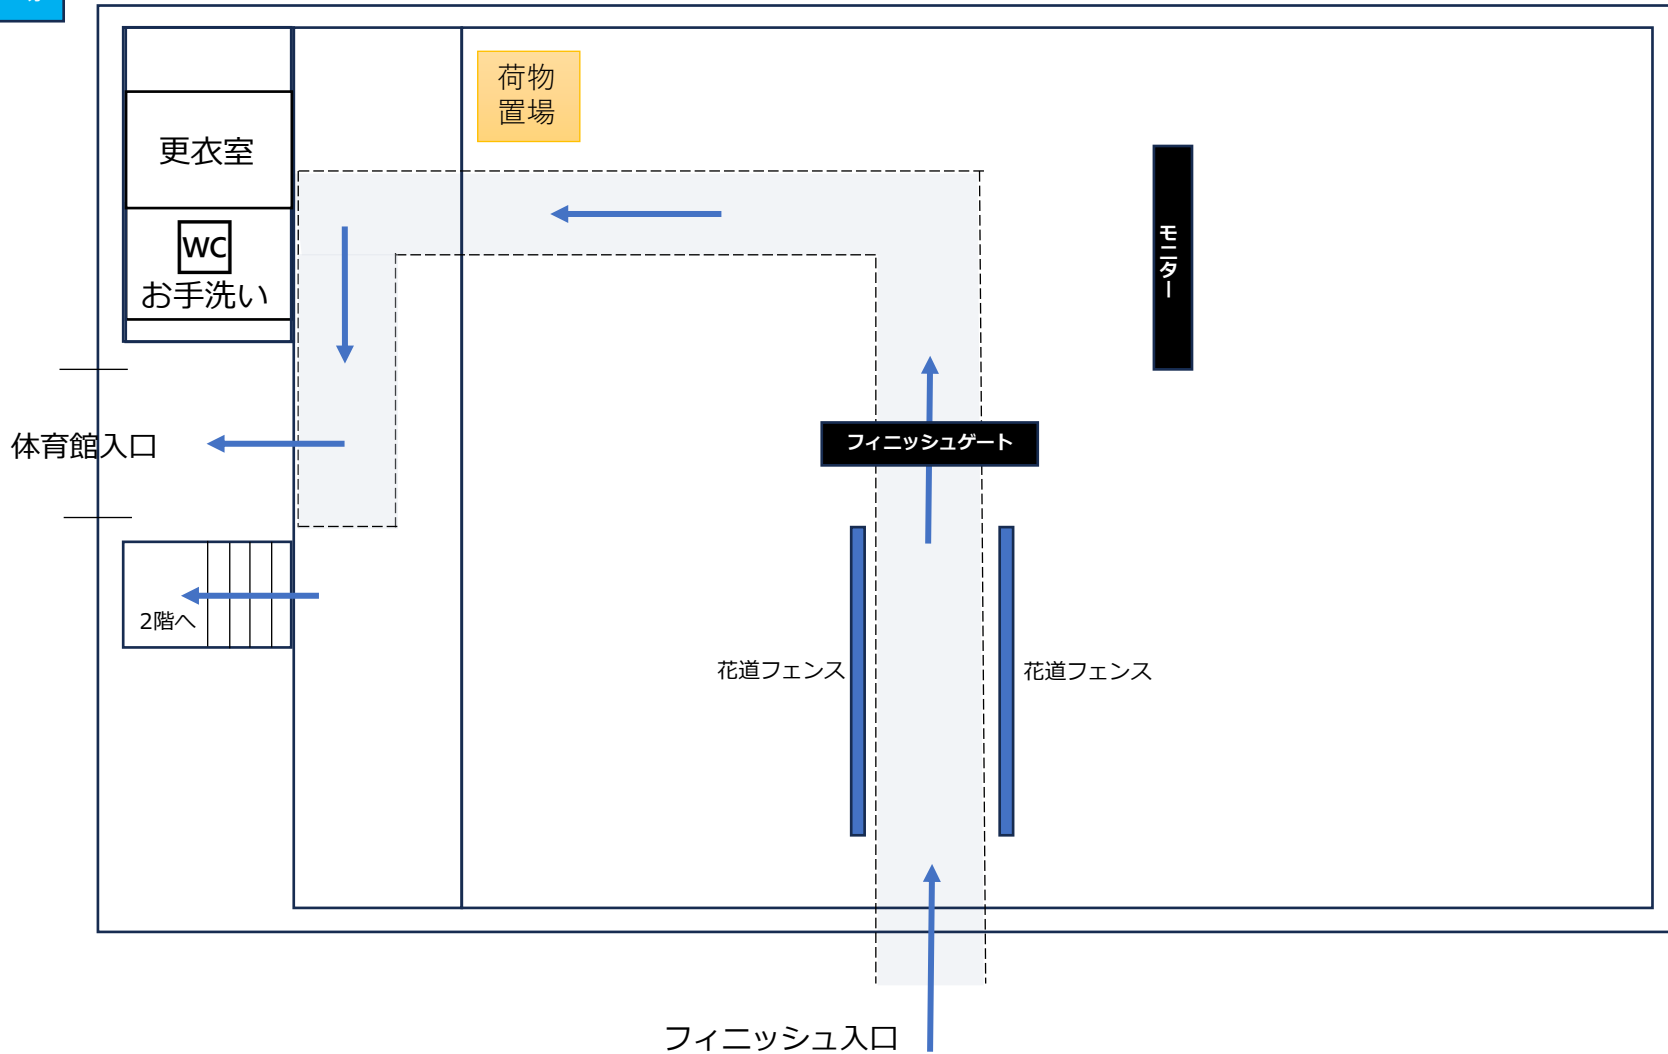 荷物
置場
更衣室
WC
お手洗い
モニター
体育館入口
フィニッシュゲート
2階へ
花道フェンス
花道フェンス
フィニッシュ入口